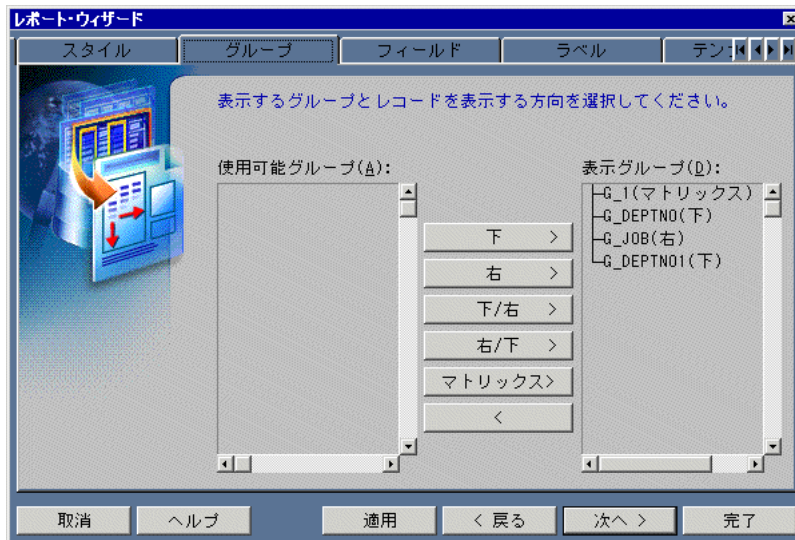 レポート・ウィザード
スタイル グループ フィールド ラベル テン
表示するグループとレコードを表示する方向を選択してください。
使用可能グループ(A):
表示グループ(D):
G_1(マトリックス)
G_DEPTNO(下)
G_JOB(右)
G_DEPTNO1(下)
下 >
右 >
下/右 >
右/下 >
マトリックス>
<
取消 ヘルプ 適用 < 戻る 次へ > 完了